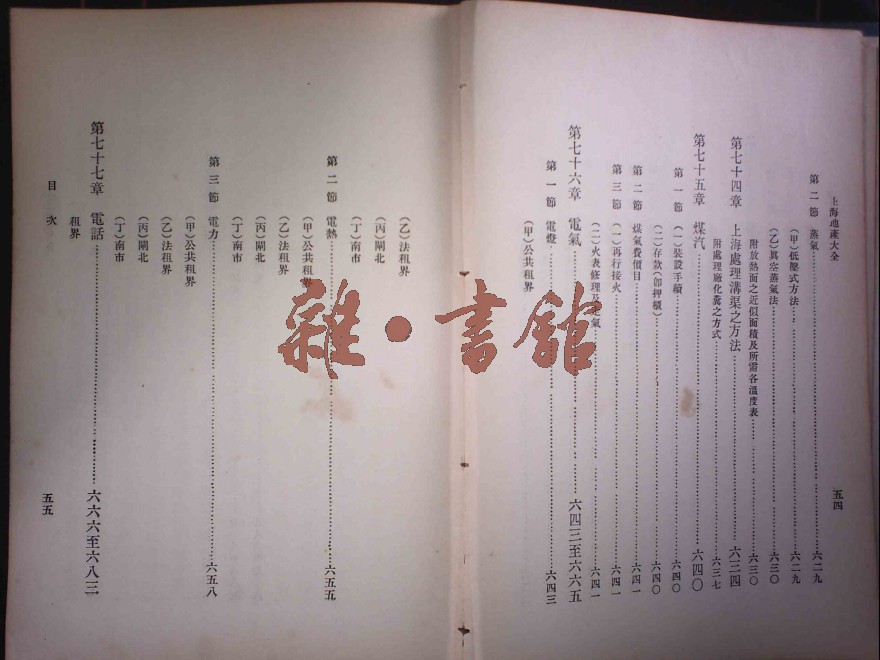 上海地產大全
五四
第二節 蒸氣……六二九
(甲)低壓式方法……六二九
(乙)真空蒸氣法……六三〇
附放熱面之近似面積及所需各溫度表……六三〇
第七十四章 上海處理溝渠之方法……六三四
附處理廠化糞之方式……六三七
第七十五章 煤汽……六四〇
第一節 (一)裝設手續……六四〇
(二)存款(卽押櫃)……六四〇
第二節 煤氣費價目……六四一
第三節 (一)再行接火……六四一
(二)火表修理及氣……六四一
第七十六章 電氣……六四三至六六五
第一節 電燈……六四三
(甲)公共租界
(乙)法租界
(丙)閘北
(丁)南市
第二節 電熱……六五五
(甲)公共租界
(乙)法租界
(丙)閘北
(丁)南市
第三節 電力……六五八
(甲)公共租界
(乙)法租界
(丙)閘北
(丁)南市
第七十七章 電話……六六六至六八三
租界
目次
五五
雜•書館